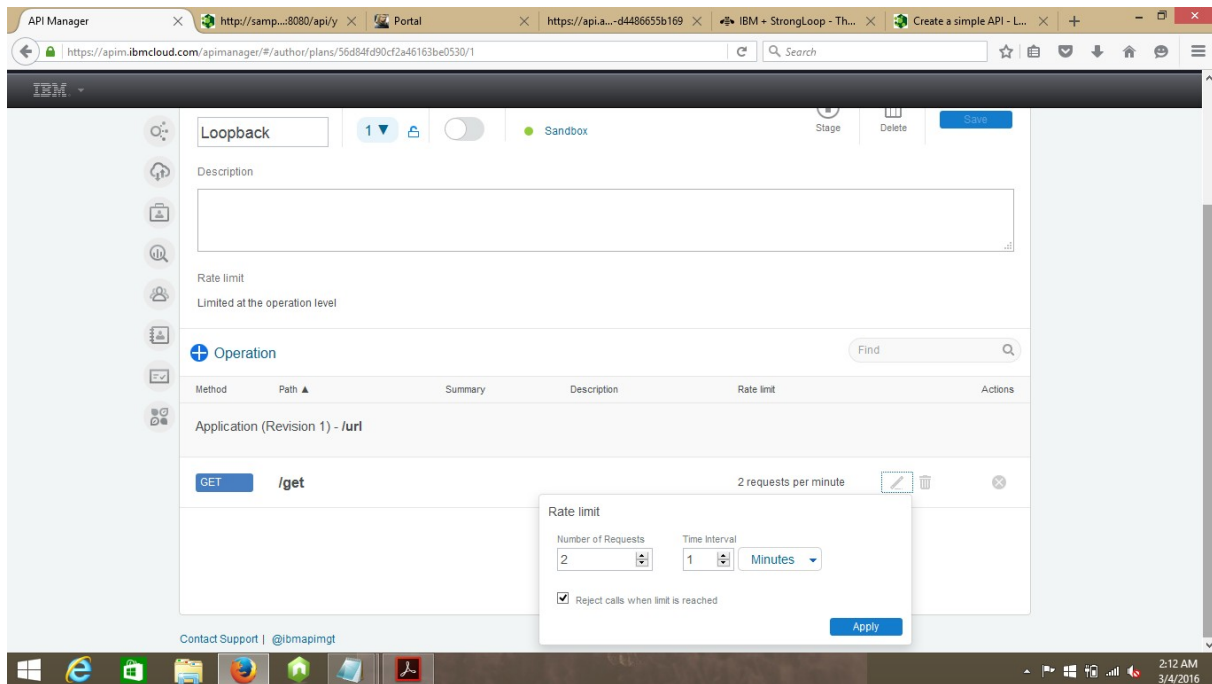 API Manager
http://samp...:8080/api/y
Portal
https://api.a...-d4486655b169
IBM + StrongLoop - Th...
Create a simple API - L...
https://apim.ibmcloud.com/apimanager/#/author/plans/56d84fd90cf2a46163be0530/1
Search
IBM
Loopback
1
Sandbox
Stage
Delete
Save
Description
Rate limit
Limited at the operation level
Operation
Find
Method Path ▲ Summary Description Rate limit Actions
Application (Revision 1) - /url
GET /get 2 requests per minute
Rate limit
Number of Requests Time Interval
2 1 Minutes
Reject calls when limit is reached
Apply
Contact Support | @ibmapimgt
2:12 AM
3/4/2016